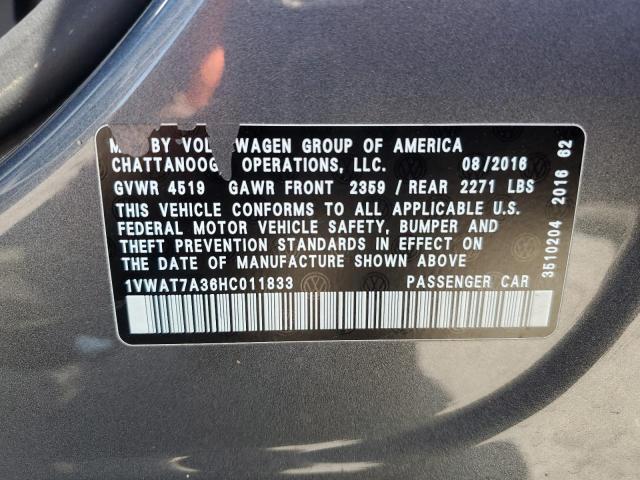 M BY VOL WAGEN GROUP OF AMERICA
CHATTANOOG OPERATIONS, LLC. 08/2016
GVWR 4519 GAWR FRONT 2359 / REAR 2271 LBS
THIS VEHICLE CONFORMS TO ALL APPLICABLE U.S.
FEDERAL MOTOR VEHICLE SAFETY, BUMPER AND
THEFT PREVENTION STANDARDS IN EFFECT ON
THE DATE OF MANUFACTURE SHOWN ABOVE
1VWAT7A36HC011833 PASSENGER CAR
3510204 2016 62